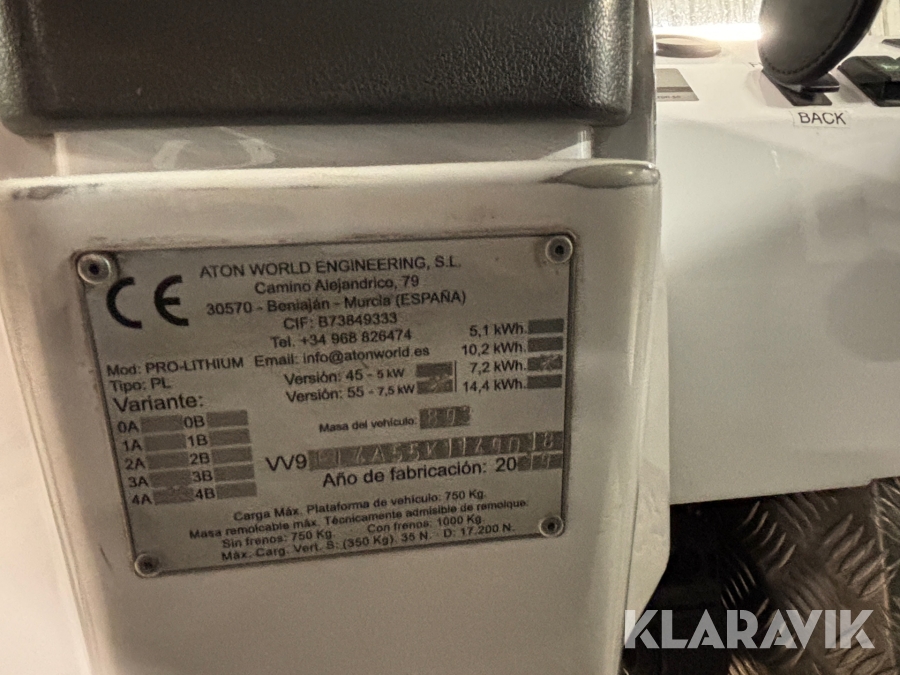 BACK
CE
ATON WORLD ENGINEERING, S.L.
Camino Alejandrico, 79
30570 - Beniaján - Murcia (ESPAÑA)
CIF: B73849333
Tel. +34 968 826474
Mod: PRO-LITHIUM Email: info@atonworld.es
Tipo: PL
Versión: 45 - 5 kW
Versión: 55 - 7,5 kW
5,1 kWh.
10,2 kWh.
7,2 kWh.
14,4 kWh.
Variante:
0A 0B
1A 1B
2A 2B
3A 3B
4A 4B
Masa del vehículo:
VV9
Año de fabricación: 20
Carga Máx. Plataforma de vehículo: 750 Kg.
Masa remolcable máx. Técnicamente admisible de remolque:
Sin frenos: 750 Kg. Con frenos: 1000 Kg.
Máx. Carg. Vert. S: (350 Kg). 35 N. - D: 17.200 N.
KLARAVIK